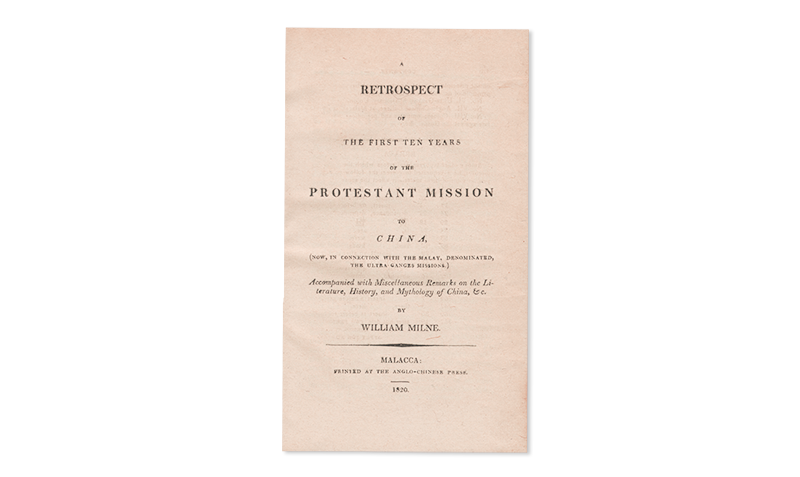 A
RETROSPECT
OF
THE FIRST TEN YEARS
OF THE
PROTESTANT MISSION
TO
CHINA,
(NOW, IN CONNECTION WITH THE MALAY, DENOMINATED,
THE ULTRA-GANGES MISSIONS.)
Accompanied with Miscellaneous Remarks on the Li-
terature, History, and Mythology of China, &c.
BY
WILLIAM MILNE.
MALACCA:
PRINTED AT THE ANGLO-CHINESE PRESS.
1820.